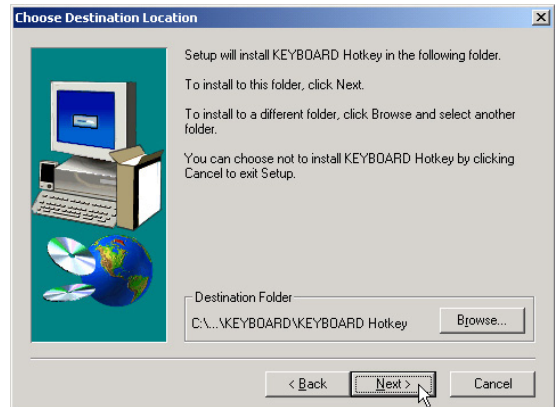 Choose Destination Location
Setup will install KEYBOARD Hotkey in the following folder.
To install to this folder, click Next.
To install to a different folder, click Browse and select another
folder.
You can choose not to install KEYBOARD Hotkey by clicking
Cancel to exit Setup.
Destination Folder
C:\...\KEYBOARD\KEYBOARD Hotkey
Browse...
< Back
Next >
Cancel